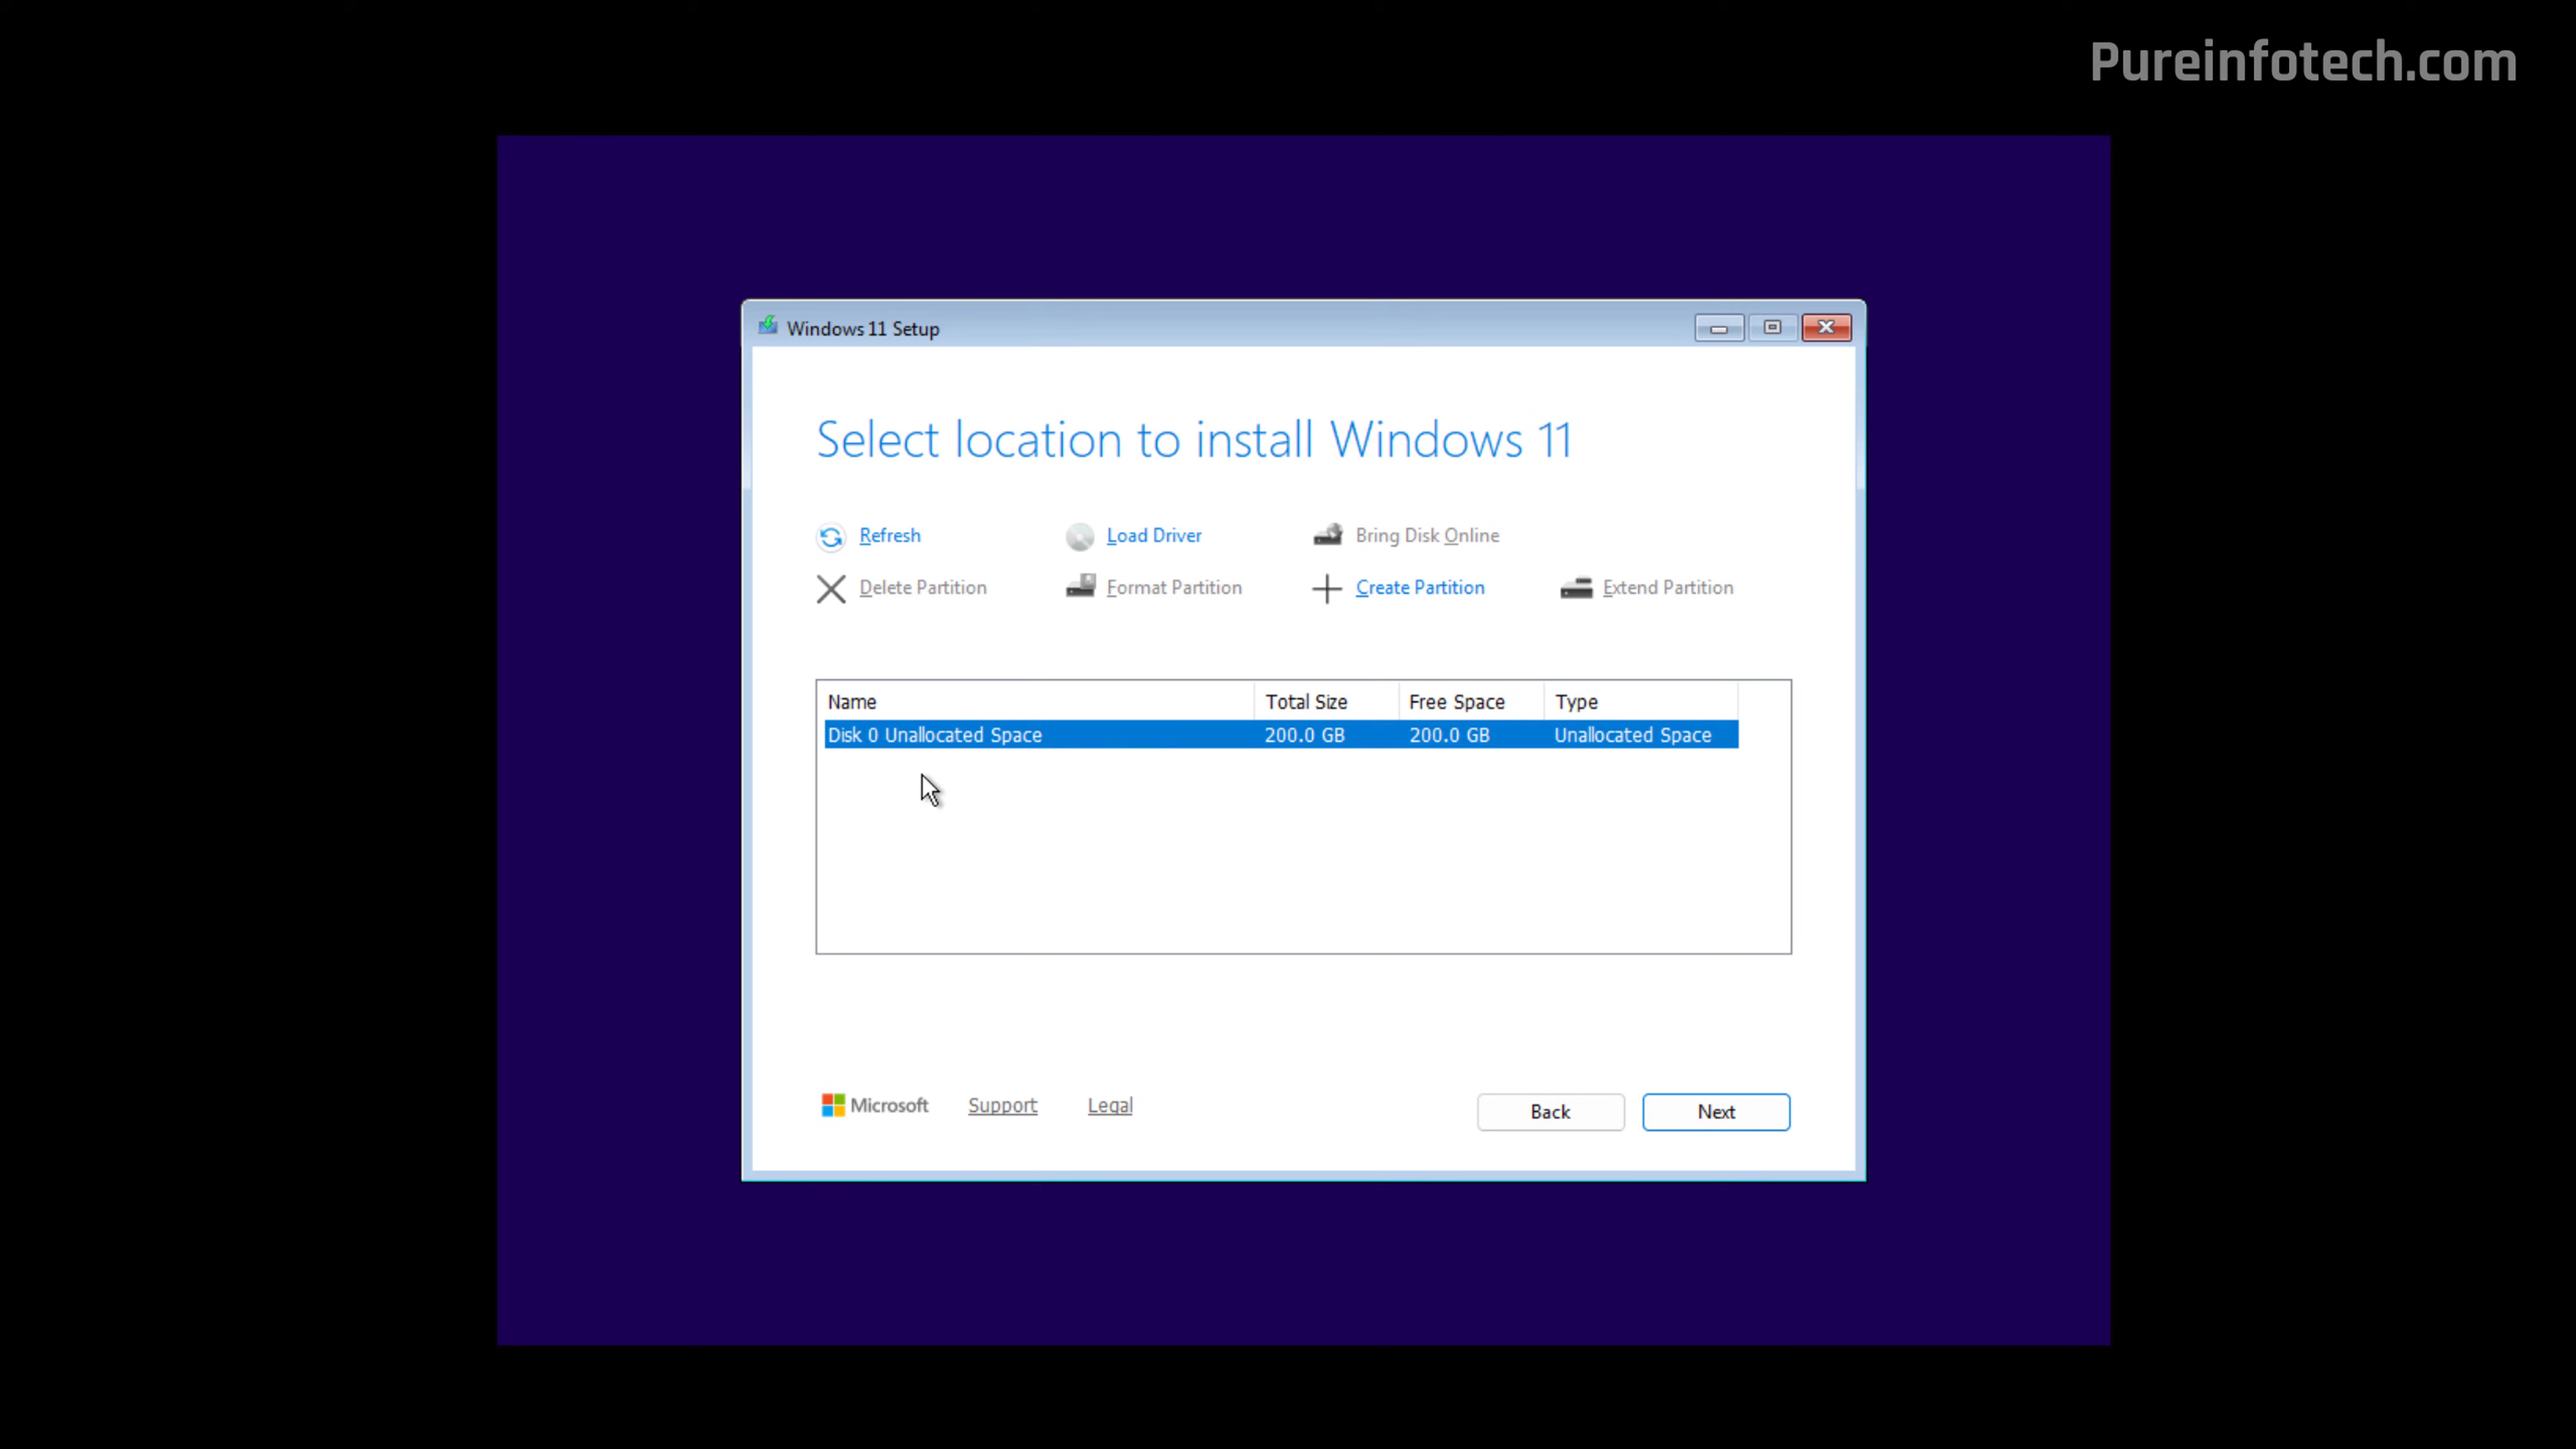 Pureinfotech.com
Windows 11 Setup
Select location to install Windows 11
Refresh Load Driver Bring Disk Online
Delete Partition Format Partition Create Partition Extend Partition
Name Total Size Free Space Type
Disk 0 Unallocated Space 200.0 GB 200.0 GB Unallocated Space
Microsoft Support Legal Back Next